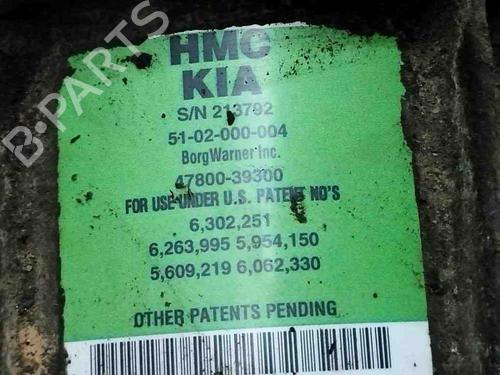 HMC
KIA
S/N 213792
51-02-000-004
BorgWarner Inc.
47800-39300
FOR USE UNDER U.S. PATENT NO'S
6,302,251
6,263,995 5,954,150
5,609,219 6,062,330
OTHER PATENTS PENDING
B-PARTS